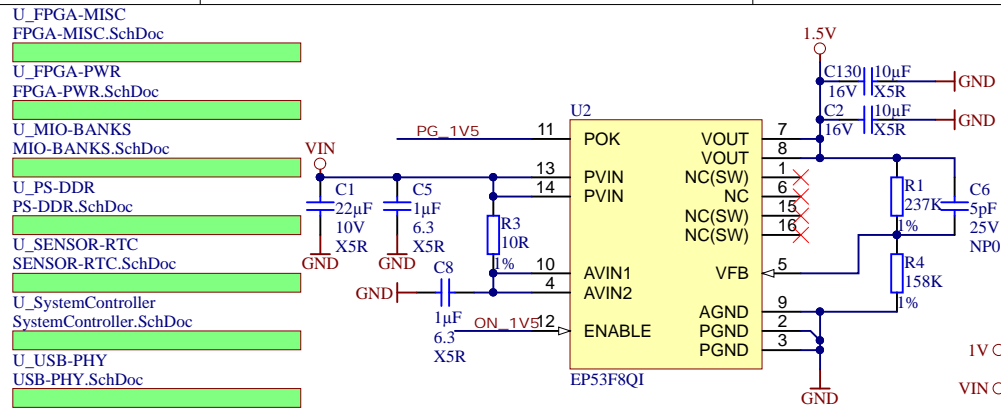 U_FPGA-MISC
FPGA-MISC.SchDoc
U_FPGA-PWR
FPGA-PWR.SchDoc
U_MIO-BANKS
MIO-BANKS.SchDoc
U_PS-DDR
PS-DDR.SchDoc
U_SENSOR-RTC
SENSOR-RTC.SchDoc
U_SystemController
SystemController.SchDoc
U_USB-PHY
USB-PHY.SchDoc
VIN
C1
22µF
10V
X5R
GND
C5
1µF
6.3
X5R
GND
R3
10R
1%
GND
C8
1µF
6.3
X5R
PG_1V5
ON_1V5
U2
11 POK
13 PVIN
14 PVIN
10 AVIN1
4 AVIN2
12 ENABLE
VOUT 7
VOUT 8
NC(SW) 1
NC 6
NC(SW) 15
NC(SW) 16
VFB 5
AGND 9
PGND 2
PGND 3
EP53F8QI
1.5V
C130 10µF
16V X5R
GND
C2 10µF
16V X5R
GND
R1
237K
1%
C6
5pF
25V
NP0
R4
158K
1%
GND
1V
VIN